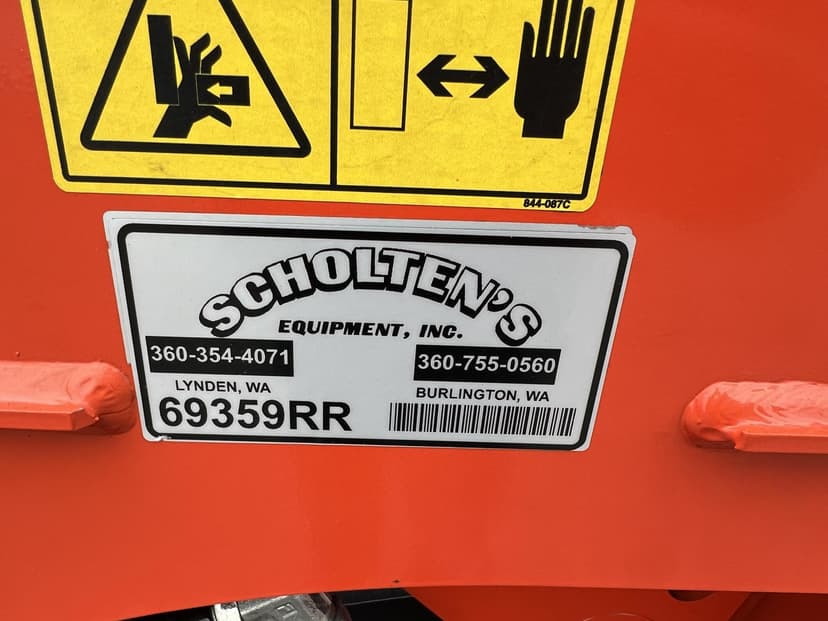 844-087C
SCHOLTEN'S
EQUIPMENT, INC.
360-354-4071 360-755-0560
LYNDEN, WA BURLINGTON, WA
69359RR